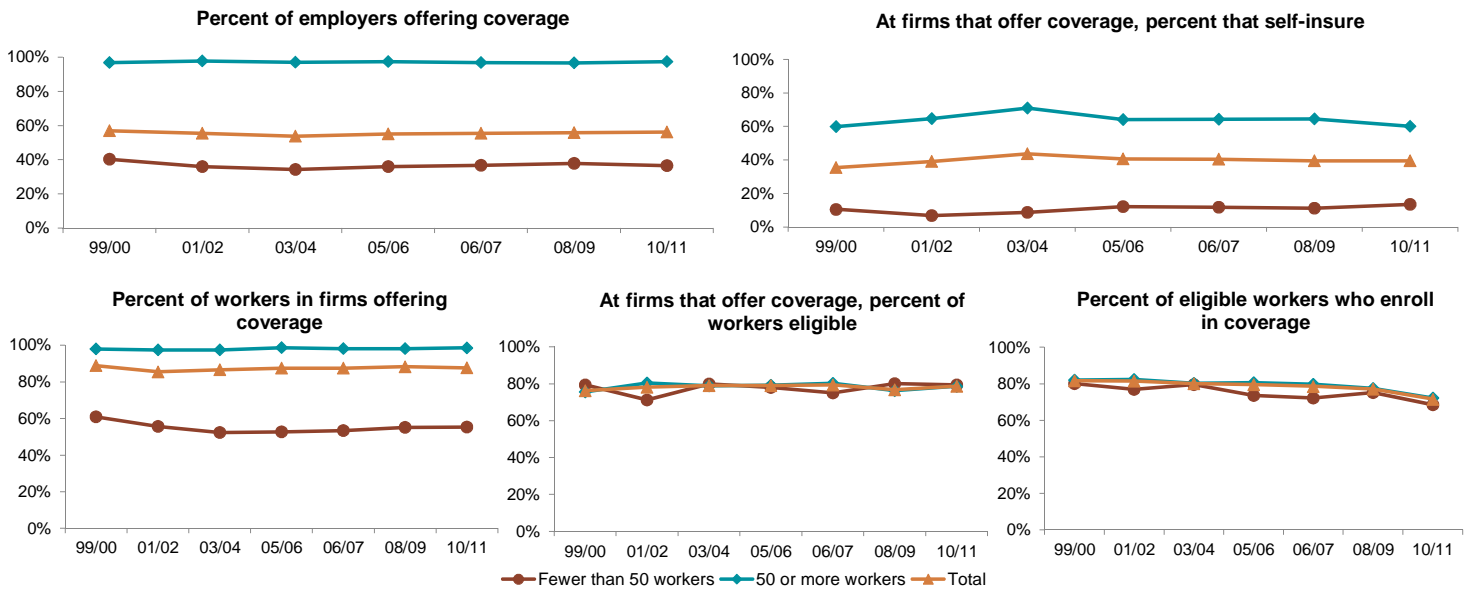 Percent of employers offering coverage
100%
80%
60%
40%
20%
0%
99/00 01/02 03/04 05/06 06/07 08/09 10/11
At firms that offer coverage, percent that self-insure
100%
80%
60%
40%
20%
0%
99/00 01/02 03/04 05/06 06/07 08/09 10/11
Percent of workers in firms offering
coverage
100%
80%
60%
40%
20%
0%
99/00 01/02 03/04 05/06 06/07 08/09 10/11
At firms that offer coverage, percent of
workers eligible
100%
80%
60%
40%
20%
0%
99/00 01/02 03/04 05/06 06/07 08/09 10/11
Percent of eligible workers who enroll
in coverage
100%
80%
60%
40%
20%
0%
99/00 01/02 03/04 05/06 06/07 08/09 10/11
Fewer than 50 workers 50 or more workers Total